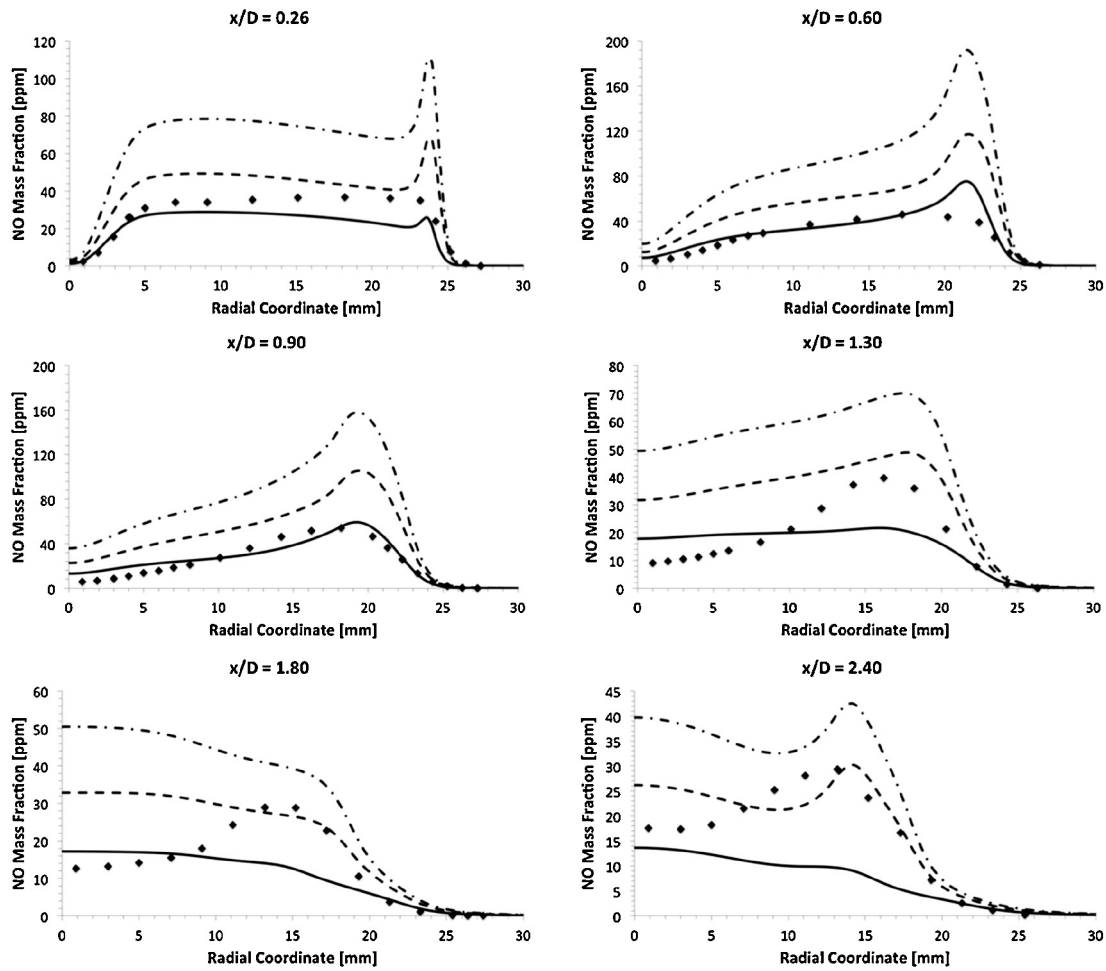 x/D = 0.26
NO Mass Fraction [ppm]
120
100
80
60
40
20
0
0 5 10 15 20 25 30
Radial Coordinate [mm]
x/D = 0.60
NO Mass Fraction [ppm]
200
160
120
80
40
0
0 5 10 15 20 25 30
Radial Coordinate [mm]
x/D = 0.90
NO Mass Fraction [ppm]
200
160
120
80
40
0
0 5 10 15 20 25 30
Radial Coordinate [mm]
x/D = 1.30
NO Mass Fraction [ppm]
80
70
60
50
40
30
20
10
0
0 5 10 15 20 25 30
Radial Coordinate [mm]
x/D = 1.80
NO Mass Fraction [ppm]
60
50
40
30
20
10
0
0 5 10 15 20 25 30
Radial Coordinate [mm]
x/D = 2.40
NO Mass Fraction [ppm]
45
40
35
30
25
20
15
10
5
0
0 5 10 15 20 25 30
Radial Coordinate [mm]